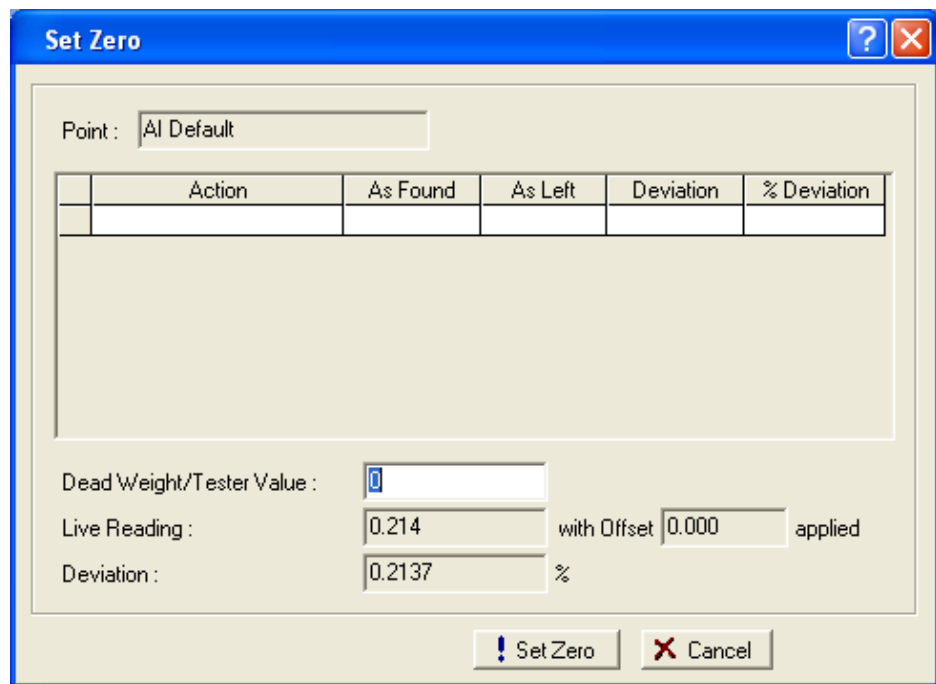 Set Zero
Point : AI Default
Action As Found As Left Deviation % Deviation
Dead Weight/Tester Value : 0
Live Reading : 0.214 with Offset 0.000 applied
Deviation : 0.2137 %
! Set Zero X Cancel